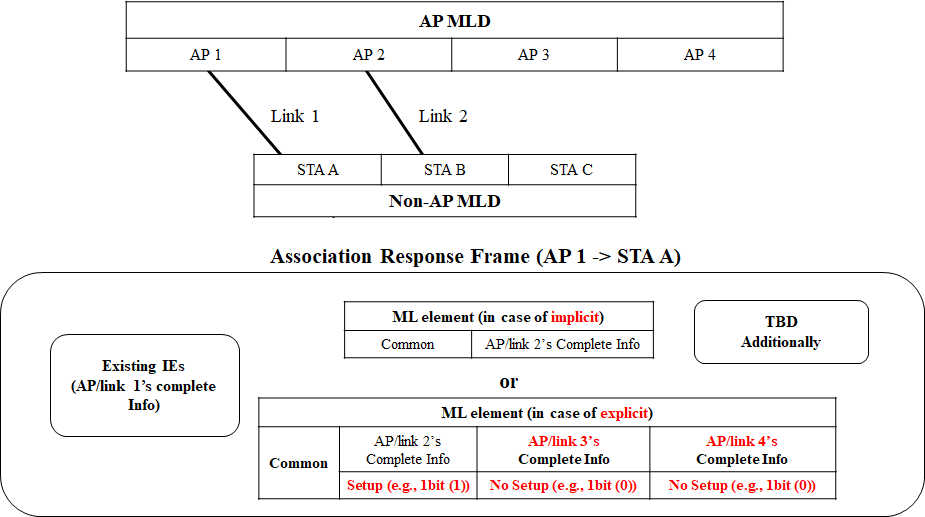 AP MLD
AP 1
AP 2
AP 3
AP 4
Link 1
Link 2
STA A
STA B
STA C
Non-AP MLD
Association Response Frame (AP 1 -> STA A)
Existing IEs
(AP/link 1's complete
Info)
ML element (in case of implicit)
Common
AP/link 2's Complete Info
TBD
Additionally
or
ML element (in case of explicit)
Common
AP/link 2's
Complete Info
AP/link 3's
Complete Info
AP/link 4's
Complete Info
Setup (e.g., 1bit (1))
No Setup (e.g., 1bit (0))
No Setup (e.g., 1bit (0))